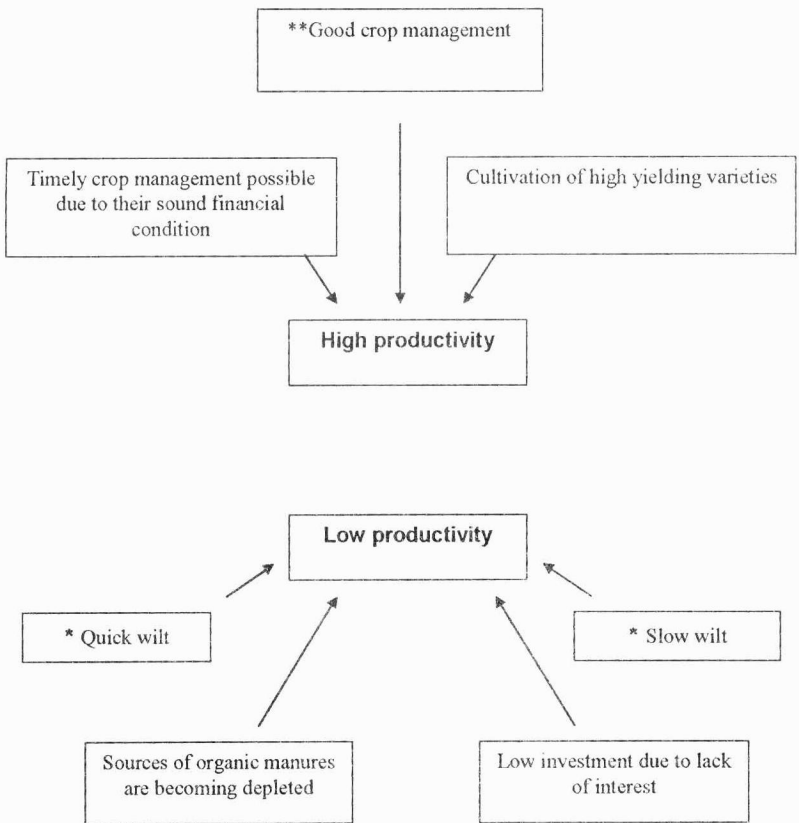 **Good crop management
Timely crop management possible
due to their sound financial
condition
Cultivation of high yielding varieties
High productivity
Low productivity
* Quick wilt
* Slow wilt
Sources of organic manures
are becoming depleted
Low investment due to lack
of interest